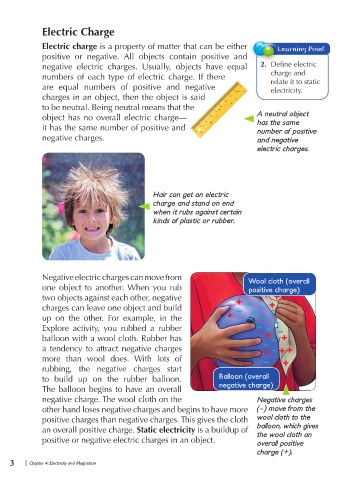 Electric Charge
Electric charge is a property of matter that can be either
positive or negative. All objects contain positive and
negative electric charges. Usually, objects have equal
numbers of each type of electric charge. If there
are equal numbers of positive and negative
charges in an object, then the object is said
to be neutral. Being neutral means that the
object has no overall electric charge—
it has the same number of positive and
negative charges.
Learning Point
2. Define electric
charge and
relate it to static
electricity.
A neutral object
has the same
number of positive
and negative
electric charges.
Hair can get an electric
charge and stand on end
when it rubs against certain
kinds of plastic or rubber.
Negative electric charges can move from
one object to another. When you rub
two objects against each other, negative
charges can leave one object and build
up on the other. For example, in the
Explore activity, you rubbed a rubber
balloon with a wool cloth. Rubber has
a tendency to attract negative charges
more than wool does. With lots of
rubbing, the negative charges start
to build up on the rubber balloon.
The balloon begins to have an overall
negative charge. The wool cloth on the
other hand loses negative charges and begins to have more
positive charges than negative charges. This gives the cloth
an overall positive charge. Static electricity is a buildup of
positive or negative electric charges in an object.
Wool cloth (overall
positive charge)
Balloon (overall
negative charge)
Negative charges
(−) move from the
wool cloth to the
balloon, which gives
the wool cloth an
overall positive
charge (+).
3 | Chapter 4: Electricity and Magnetism